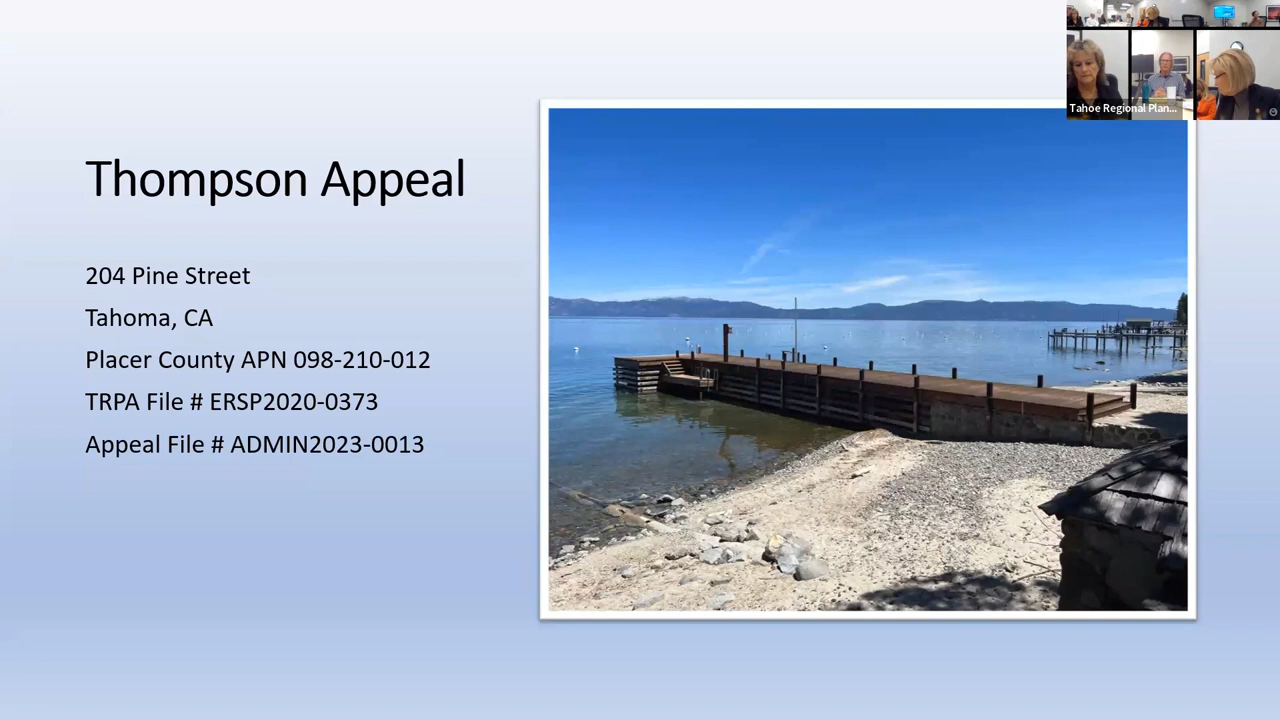 Tahoe Regional Plan...
Thompson Appeal
204 Pine Street
Tahoma, CA
Placer County APN 098-210-012
TRPA File # ERSP2020-0373
Appeal File # ADMIN2023-0013